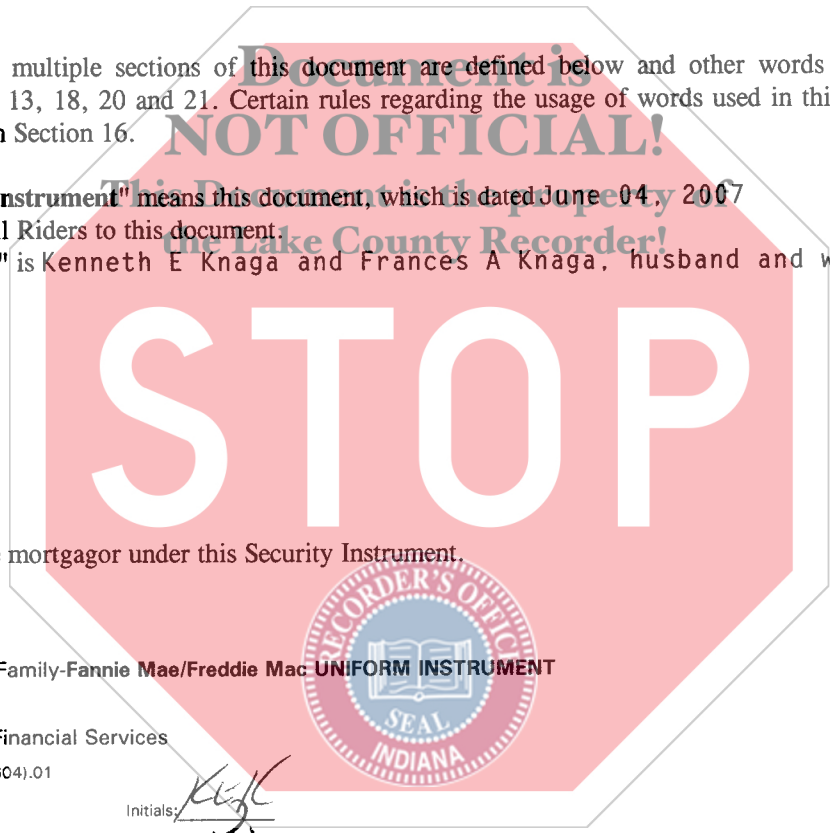 Document is
multiple sections of this document are defined below and other words
13, 18, 20 and 21. Certain rules regarding the usage of words used in thi
NOT OFFICIAL!
n Section 16.
This Document is the property of
nstrument" means this document, which is dated June 04, 2007
l Riders to this document.
the Lake County Recorder!
" is Kenneth E Knaga and Frances A Knaga, husband and w
STOP
mortgagor under this Security Instrument.
RECORDER'S OFFICE
Family-Fannie Mae/Freddie Mac UNIFORM INSTRUMENT
SEAL
INDIANA
Financial Services
604).01
Initials: